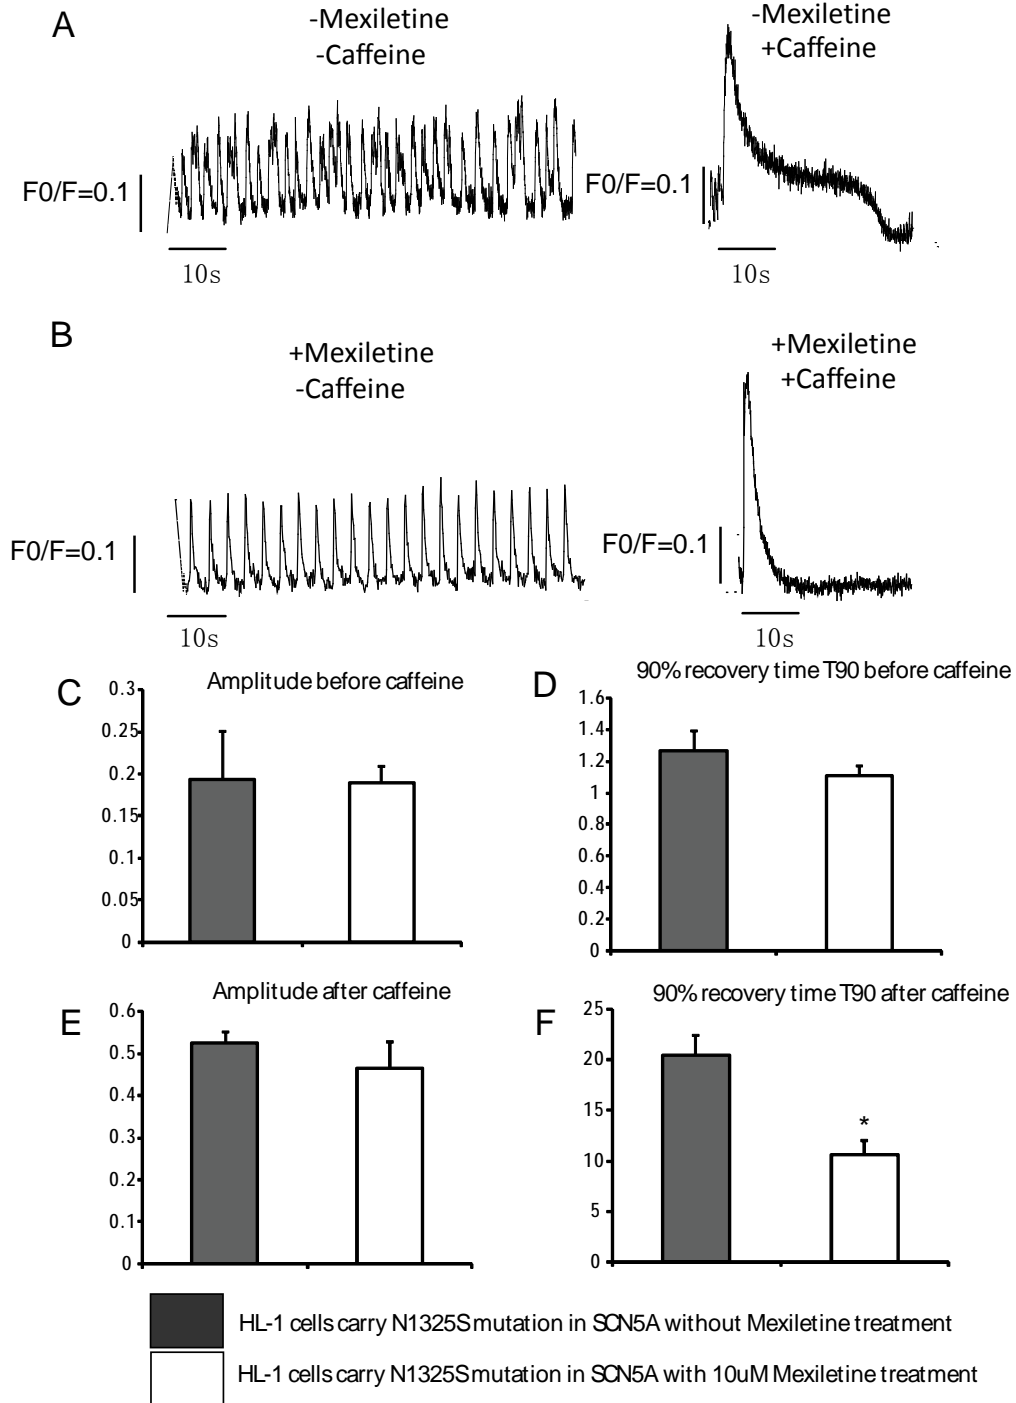 A
-Mexiletine
-Caffeine
-Mexiletine
+Caffeine
F0/F=0.1
F0/F=0.1
10s
10s
B
+Mexiletine
-Caffeine
+Mexiletine
+Caffeine
F0/F=0.1
F0/F=0.1
10s
10s
C
Amplitude before caffeine
0.3
0.25
0.2
0.15
0.1
0.05
0
D
90% recovery time T90 before caffeine
1.6
1.4
1.2
1
0.8
0.6
0.4
0.2
0
E
Amplitude after caffeine
0.6
0.5
0.4
0.3
0.2
0.1
0
F
90% recovery time T90 after caffeine
25
20
15
10
5
0
*
HL-1 cells carry N1325S mutation in SCN5A without Mexiletine treatment
HL-1 cells carry N1325S mutation in SCN5A with 10uM Mexiletine treatment